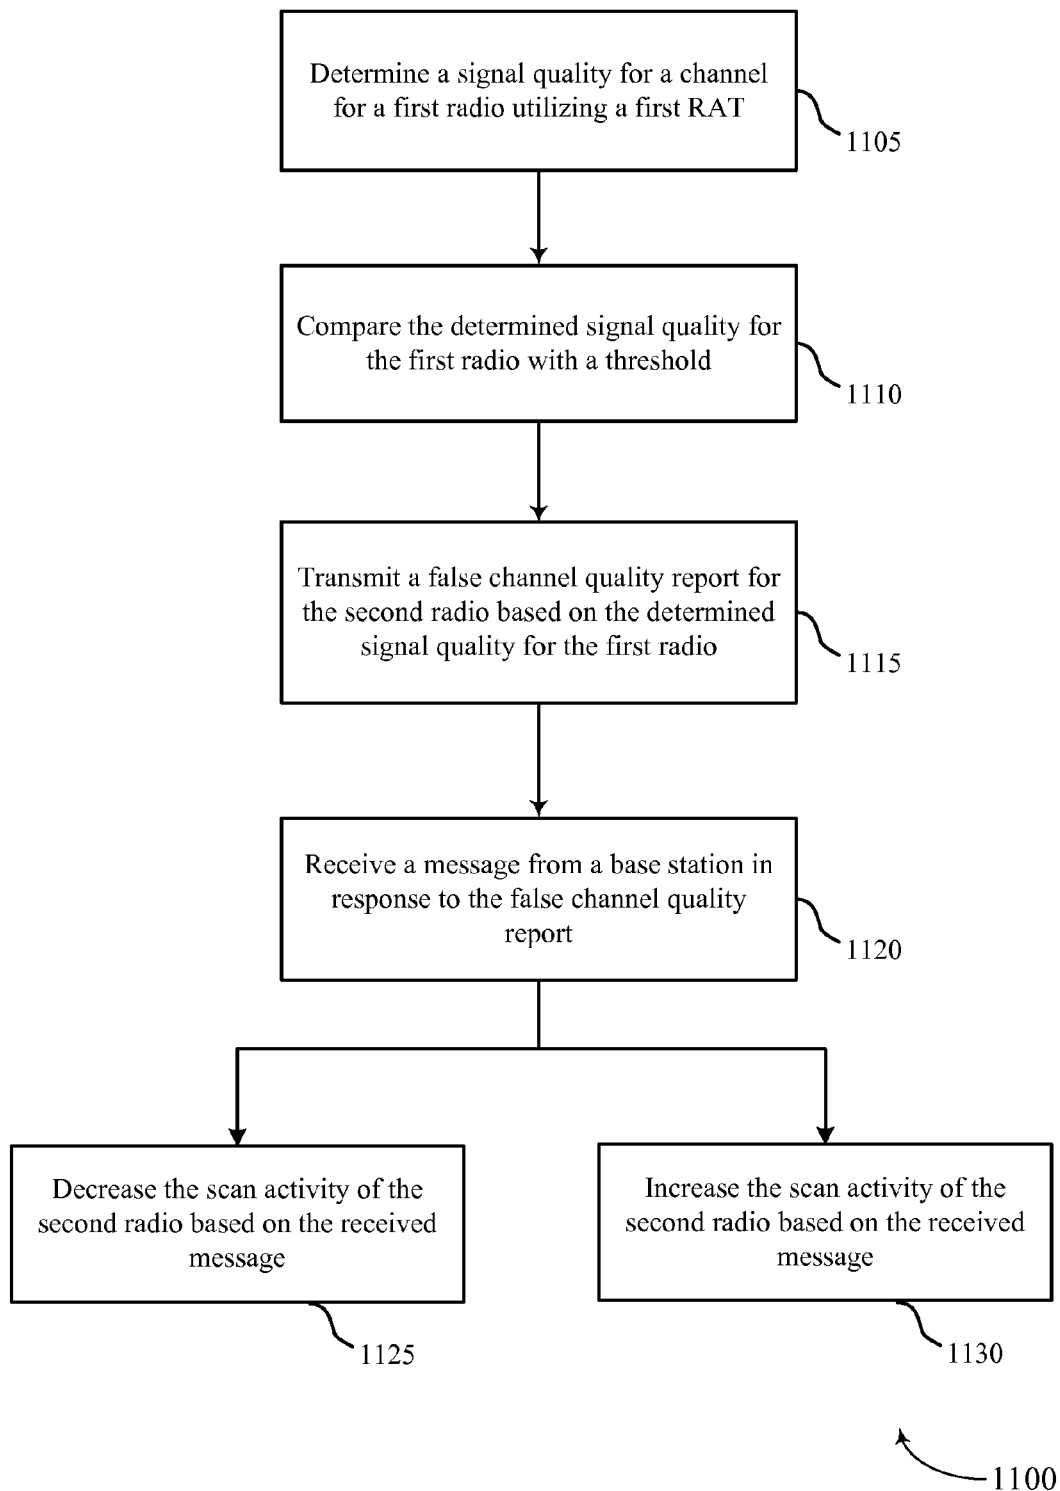 Determine a signal quality for a channel
for a first radio utilizing a first RAT
1105
Compare the determined signal quality for
the first radio with a threshold
1110
Transmit a false channel quality report for
the second radio based on the determined
signal quality for the first radio
1115
Receive a message from a base station in
response to the false channel quality
report
1120
Decrease the scan activity of the
second radio based on the received
message
1125
Increase the scan activity of the
second radio based on the received
message
1130
1100